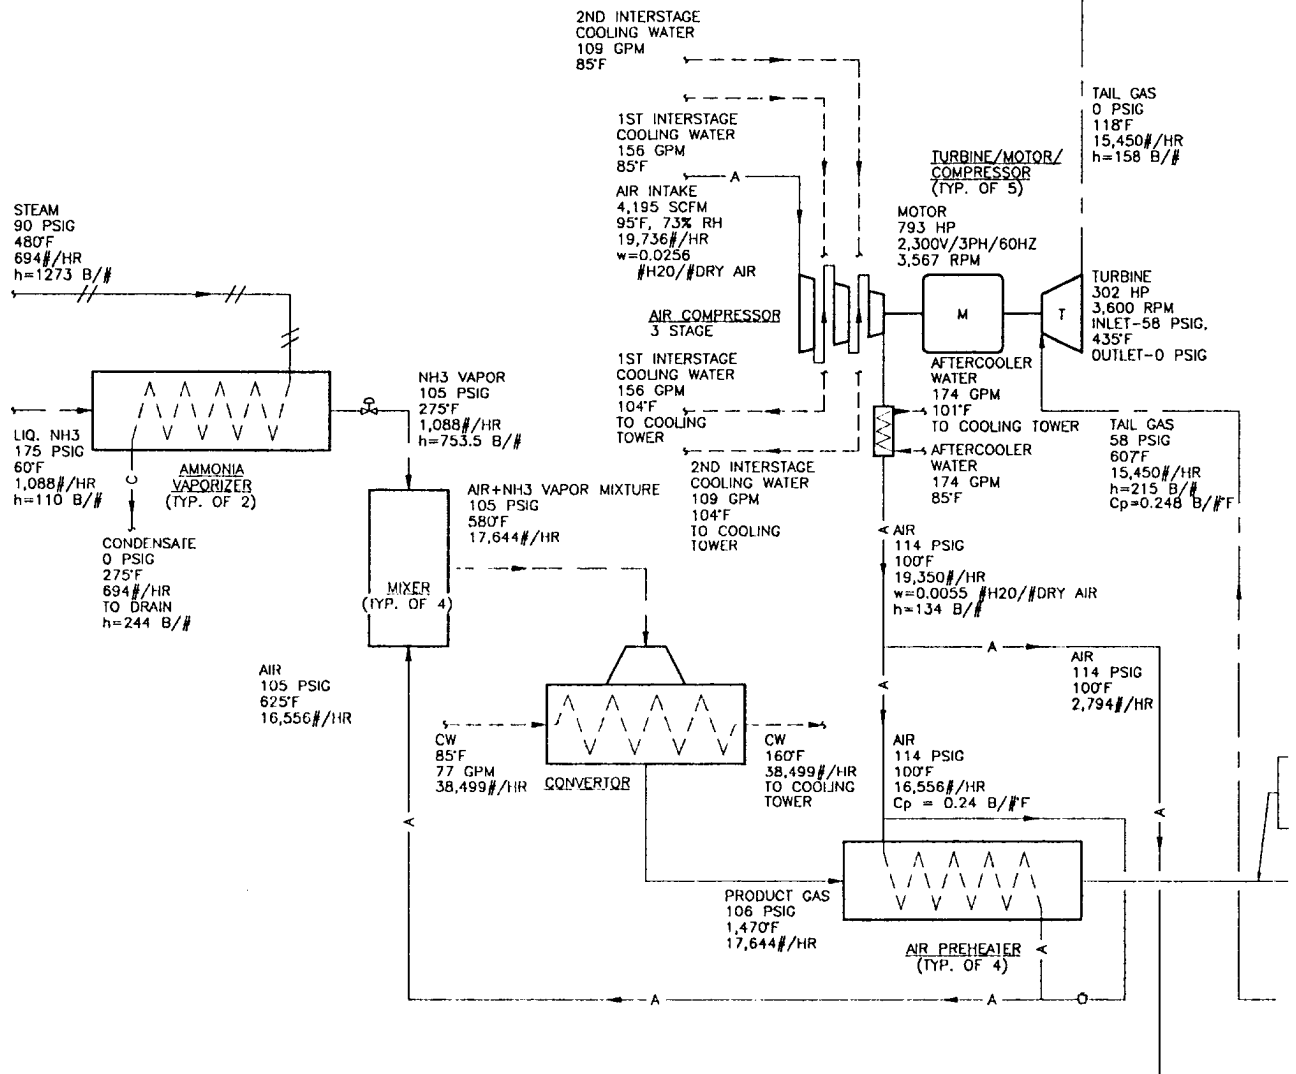 2ND INTERSTAGE
COOLING WATER
109 GPM
85°F
1ST INTERSTAGE
COOLING WATER
156 GPM
85°F
A
AIR INTAKE
4,195 SCFM
95°F, 73% RH
19,736#/HR
w=0.0256
#H20/#DRY AIR
AIR COMPRESSOR
3 STAGE
1ST INTERSTAGE
COOLING WATER
156 GPM
104°F
TO COOLING
TOWER
2ND INTERSTAGE
COOLING WATER
109 GPM
104°F
TO COOLING
TOWER
TURBINE/MOTOR/
COMPRESSOR
(TYP. OF 5)
MOTOR
793 HP
2,300V/3PH/60HZ
3,567 RPM
M
T
TAIL GAS
0 PSIG
118°F
15,450#/HR
h=158 B/#
TURBINE
302 HP
3,600 RPM
INLET-58 PSIG,
435°F
OUTLET-0 PSIG
AFTERCOOLER
WATER
174 GPM
101°F
TO COOLING TOWER
AFTERCOOLER
WATER
174 GPM
85°F
TAIL GAS
58 PSIG
607°F
15,450#/HR
h=215 B/#
Cp=0.248 B/#°F
STEAM
90 PSIG
480°F
694#/HR
h=1273 B/#
LIQ. NH3
175 PSIG
60°F
1,088#/HR
h=110 B/#
AMMONIA
VAPORIZER
(TYP. OF 2)
C
CONDENSATE
0 PSIG
275°F
694#/HR
TO DRAIN
h=244 B/#
NH3 VAPOR
105 PSIG
275°F
1,088#/HR
h=753.5 B/#
AIR+NH3 VAPOR MIXTURE
105 PSIG
580°F
17,644#/HR
MIXER
(TYP. OF 4)
AIR
105 PSIG
625°F
16,556#/HR
A
CW
85°F
77 GPM
38,499#/HR
CONVERTOR
CW
160°F
38,499#/HR
TO COOLING
TOWER
A
AIR
114 PSIG
100°F
19,350#/HR
w=0.0055 #H20/#DRY AIR
h=134 B/#
A
AIR
114 PSIG
100°F
2,794#/HR
A
AIR
114 PSIG
100°F
16,556#/HR
Cp = 0.24 B/#°F
A
PRODUCT GAS
106 PSIG
1,470°F
17,644#/HR
AIR PREHEATER
(TYP. OF 4)
A
A
A